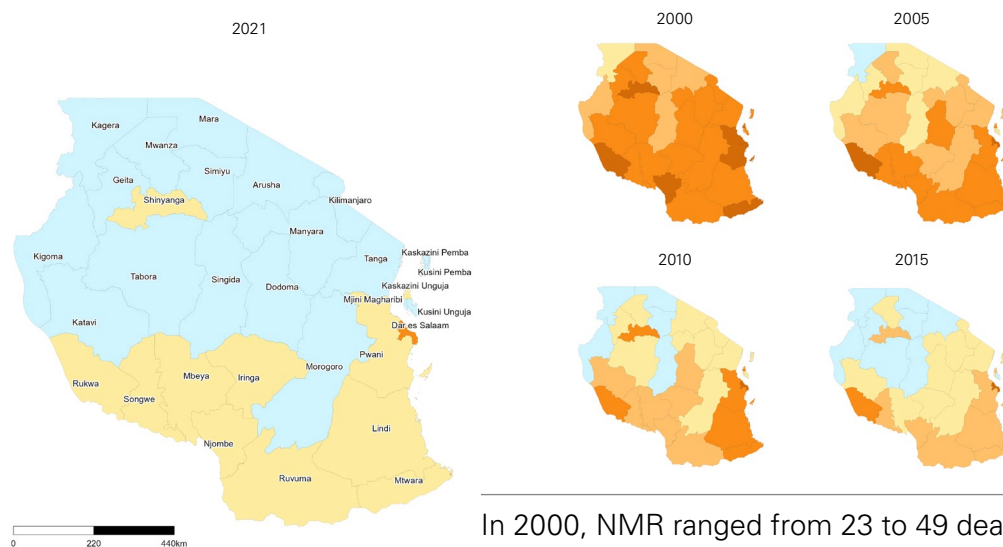 2021
Kagera
Mara
Mwanza
Geita
Simiyu
Arusha
Shinyanga
Kilimanjaro
Manyara
Kigoma
Tabora
Singida
Dodoma
Tanga
Kaskazini Pemba
Kusini Pemba
Kaskazini Unguja
Mjini Magharibi
Kusini Unguja
Dar es Salaam
Katavi
Morogoro
Pwani
Rukwa
Mbeya
Iringa
Songwe
Lindi
Njombe
Ruvuma
Mtwara
0 220 440km
2000
2005
2010
2015
In 2000, NMR ranged from 23 to 49 dea